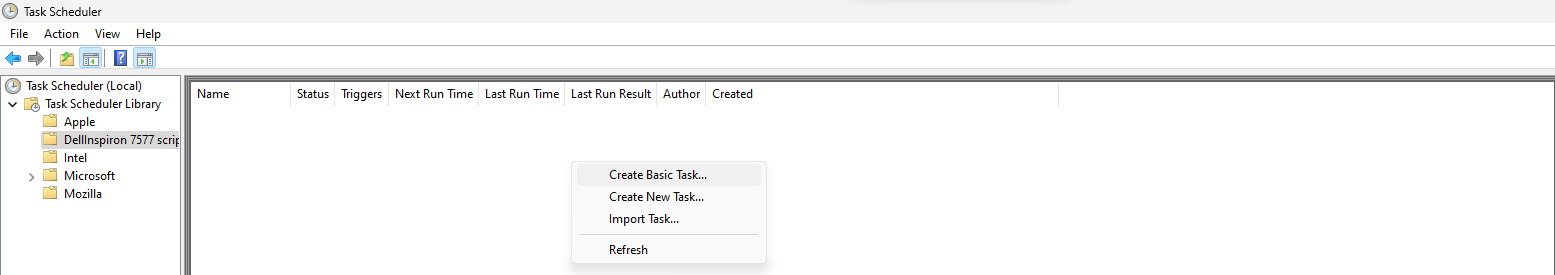 Task Scheduler
File Action View Help
Task Scheduler (Local)
Task Scheduler Library
Apple
DellInspiron 7577 scrip
Intel
Microsoft
Mozilla
Name Status Triggers Next Run Time Last Run Time Last Run Result Author Created
Create Basic Task...
Create New Task...
Import Task...
Refresh